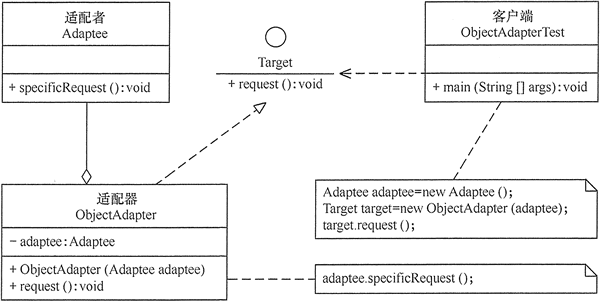 适配者
Adaptee
+ specificRequest ():void
Target
+ request ():void
客户端
ObjectAdapterTest
+ main (String [] args):void
适配器
ObjectAdapter
− adaptee:Adaptee
+ ObjectAdapter (Adaptee adaptee)
+ request ():void
Adaptee adaptee=new Adaptee ();
Target target=new ObjectAdapter (adaptee);
target.request ();
adaptee.specificRequest ();